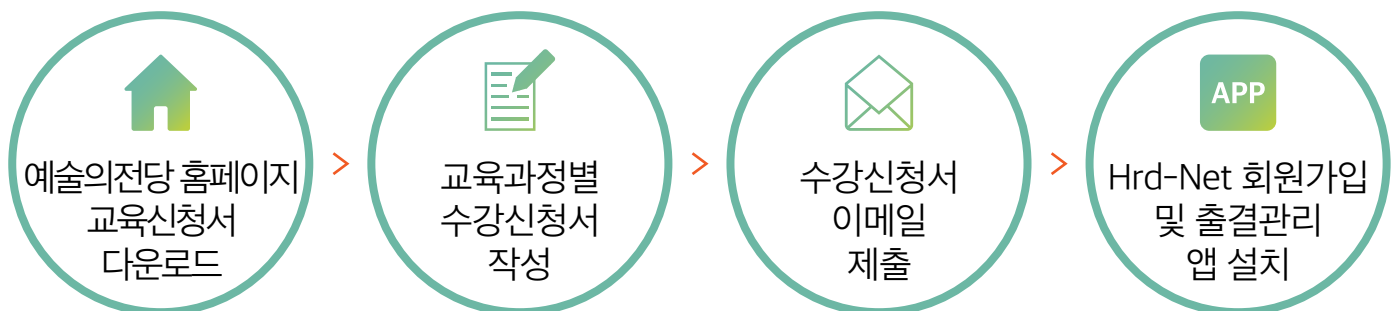 예술의전당 홈페이지
교육신청서
다운로드
>
교육과정별
수강신청서
작성
>
수강신청서
이메일
제출
>
APP
Hrd-Net 회원가입
및 출결관리
앱 설치